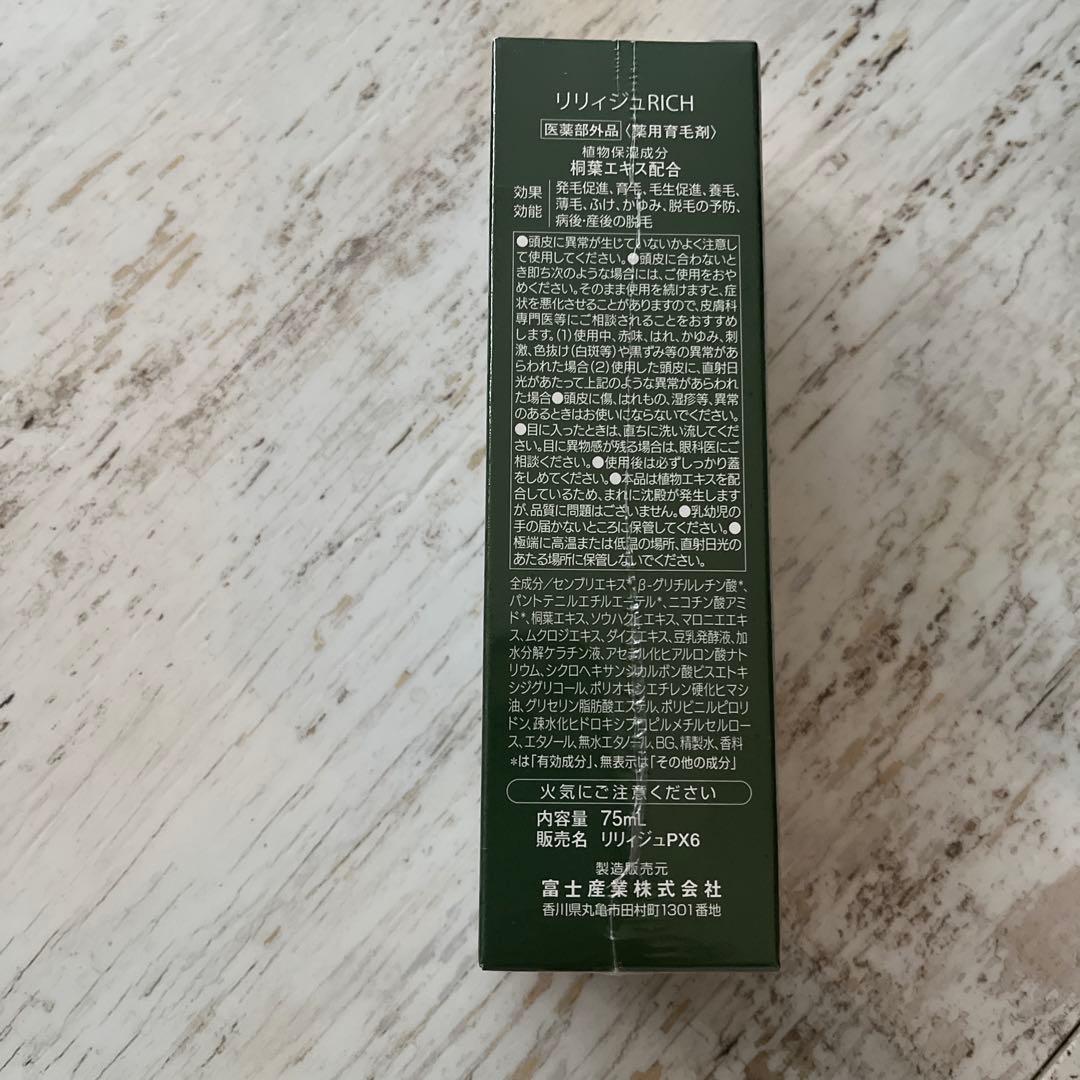 リリィジュRICH
医薬部外品〈薬用育毛剤〉
植物保湿成分
桐葉エキス配合
効果効能
発毛促進、育毛、毛生促進、養毛、
薄毛、ふけ、かゆみ、脱毛の予防、
病後・産後の脱毛
●頭皮に異常が生じていないかよく注意し
て使用してください。●頭皮に合わないと
き即ち次のような場合には、ご使用をおや
めください。そのまま使用を続けますと、症
状を悪化させることがありますので、皮膚科
専門医等にご相談されることをおすすめ
します。(1)使用中、赤味、はれ、かゆみ、刺
激、色抜け(白斑等)や黒ずみ等の異常があ
らわれた場合(2)使用した頭皮に、直射日
光があたって上記のような異常があらわれ
た場合●頭皮に傷、はれもの、湿疹等、異常
のあるときはお使いにならないでください。
●目に入ったときは、直ちに洗い流してくだ
さい。目に異物感が残る場合は、眼科医にご
相談ください。●使用後は必ずしっかり蓋
をしめてください。●本品は植物エキスを配
合しているため、まれに沈殿が発生します
が、品質に問題はございません。●乳幼児の
手の届かないところに保管してください。●
極端に高温または低温の場所、直射日光の
あたる場所に保管しないでください。
全成分/センブリエキス*、β-グリチルレチン酸*、
パントテニルエチルエーテル*、ニコチン酸アミ
ド*、桐葉エキス、ソウハクヒエキス、マロニエエキ
ス、ムクロジエキス、ダイズエキス、豆乳発酵液、加
水分解ケラチン液、アセチル化ヒアルロン酸ナト
リウム、シクロヘキサンジカルボン酸ビスエトキ
シジグリコール、ポリオキシエチレン硬化ヒマシ
油、グリセリン脂肪酸エステル、ポリビニルピロリ
ドン、疎水化ヒドロキシプロピルメチルセルロー
ス、エタノール、無水エタノール、BG、精製水、香料
*は「有効成分」、無表示は「その他の成分」
火気にご注意ください
内容量 75mL
販売名 リリィジュPX6
製造販売元
富士産業株式会社
香川県丸亀市田村町1301番地